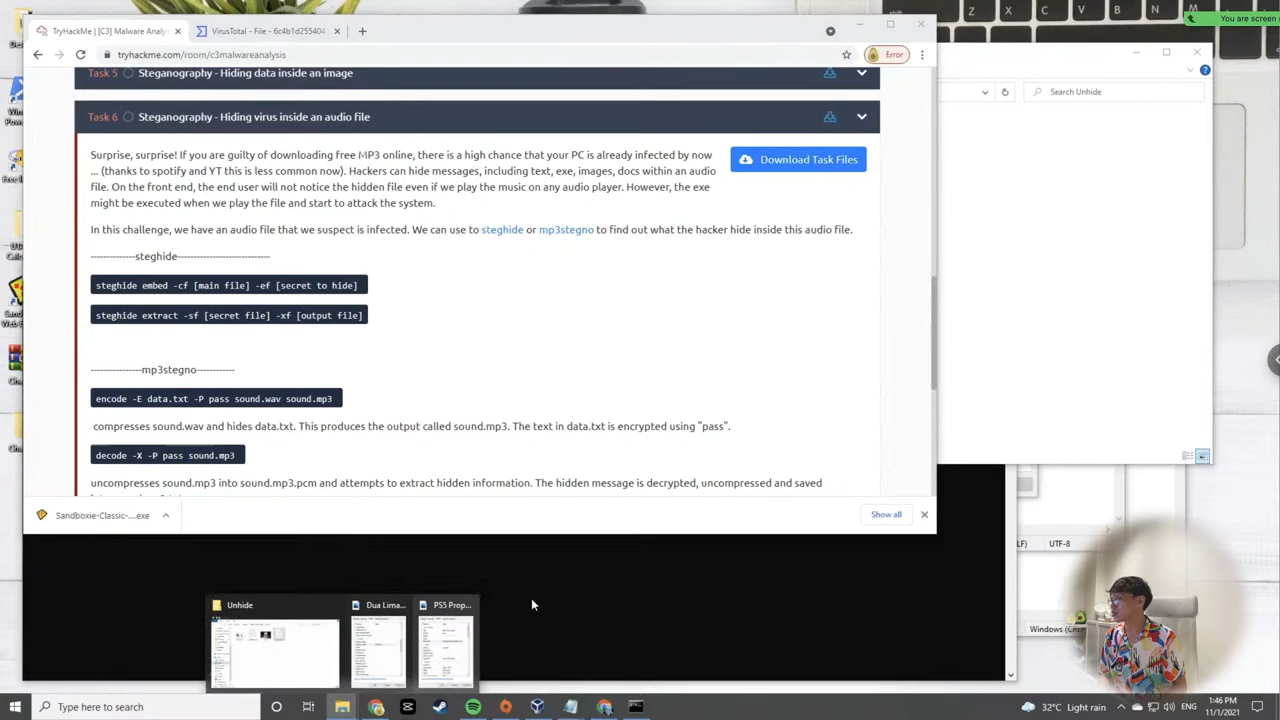 You are screen s
TryHackMe | [C3] Malware Analy
VirusTotal - File - 6c4b1d255404
tryhackme.com/room/c3malwareanalysis
Error
Search Unhide
Task 5
Steganography - Hiding data inside an image
Task 6
Steganography - Hiding virus inside an audio file
Surprise, surprise! If you are guilty of downloading free MP3 online, there is a high chance that your PC is already infected by now
... (thanks to spotify and YT this is less common now). Hackers can hide messages, including text, exe, images, docs within an audio
file. On the front end, the end user will not notice the hidden file even if we play the music on any audio player. However, the exe
might be executed when we play the file and start to attack the system.
Download Task Files
In this challenge, we have an audio file that we suspect is infected. We can use to steghide or mp3stegno to find out what the hacker hide inside this audio file.
-------------steghide---------------------------
steghide embed -cf [main file] -ef [secret to hide]
steghide extract -sf [secret file] -xf [output file]
---------------mp3stegno-----------
encode -E data.txt -P pass sound.wav sound.mp3
compresses sound.wav and hides data.txt. This produces the output called sound.mp3. The text in data.txt is encrypted using "pass".
decode -X -P pass sound.mp3
uncompresses sound.mp3 into sound.mp3.pcm and attempts to extract hidden information. The hidden message is decrypted, uncompressed and saved
Sandboxie-Classic-....exe
Show all
LF)
UTF-8
Unhide
Dua Lima...
PS5 Prop...
Windows (C
Type here to search
32°C Light rain
ENG
1:46 PM
11/1/2021